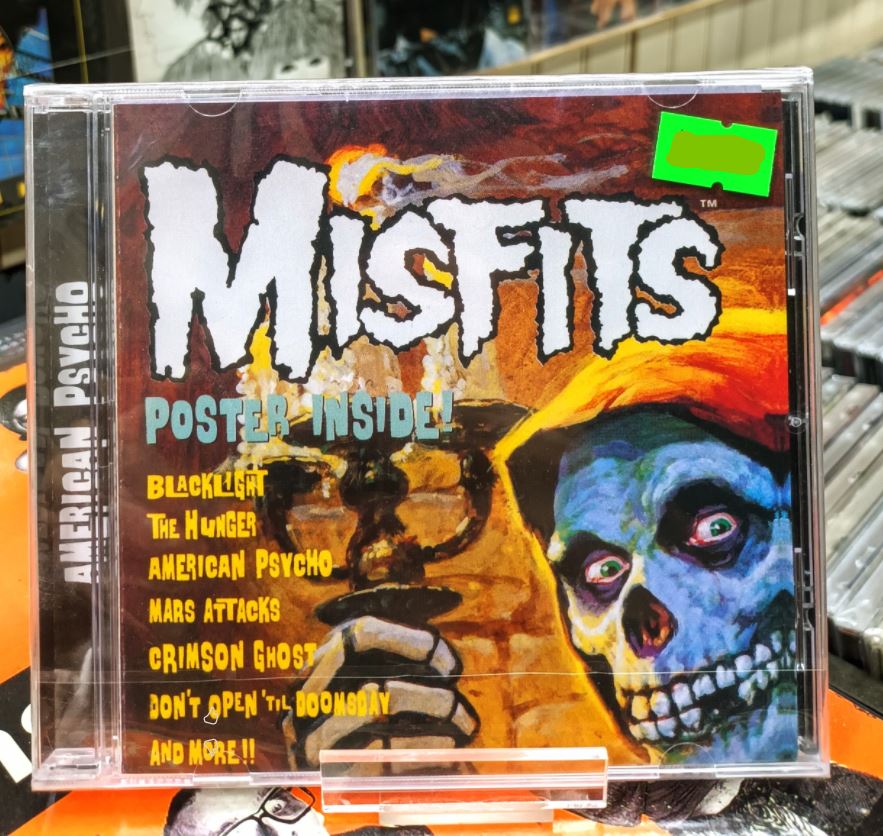 AMERICAN PSYCHO
MISFITS
TM
POSTER INSIDE!
BLACKLIGHT
THE HUNGER
AMERICAN PSYCHO
MARS ATTACKS
CRIMSON GHOST
DON'T OPEN 'TIL DOOMSDAY
AND MORE!!